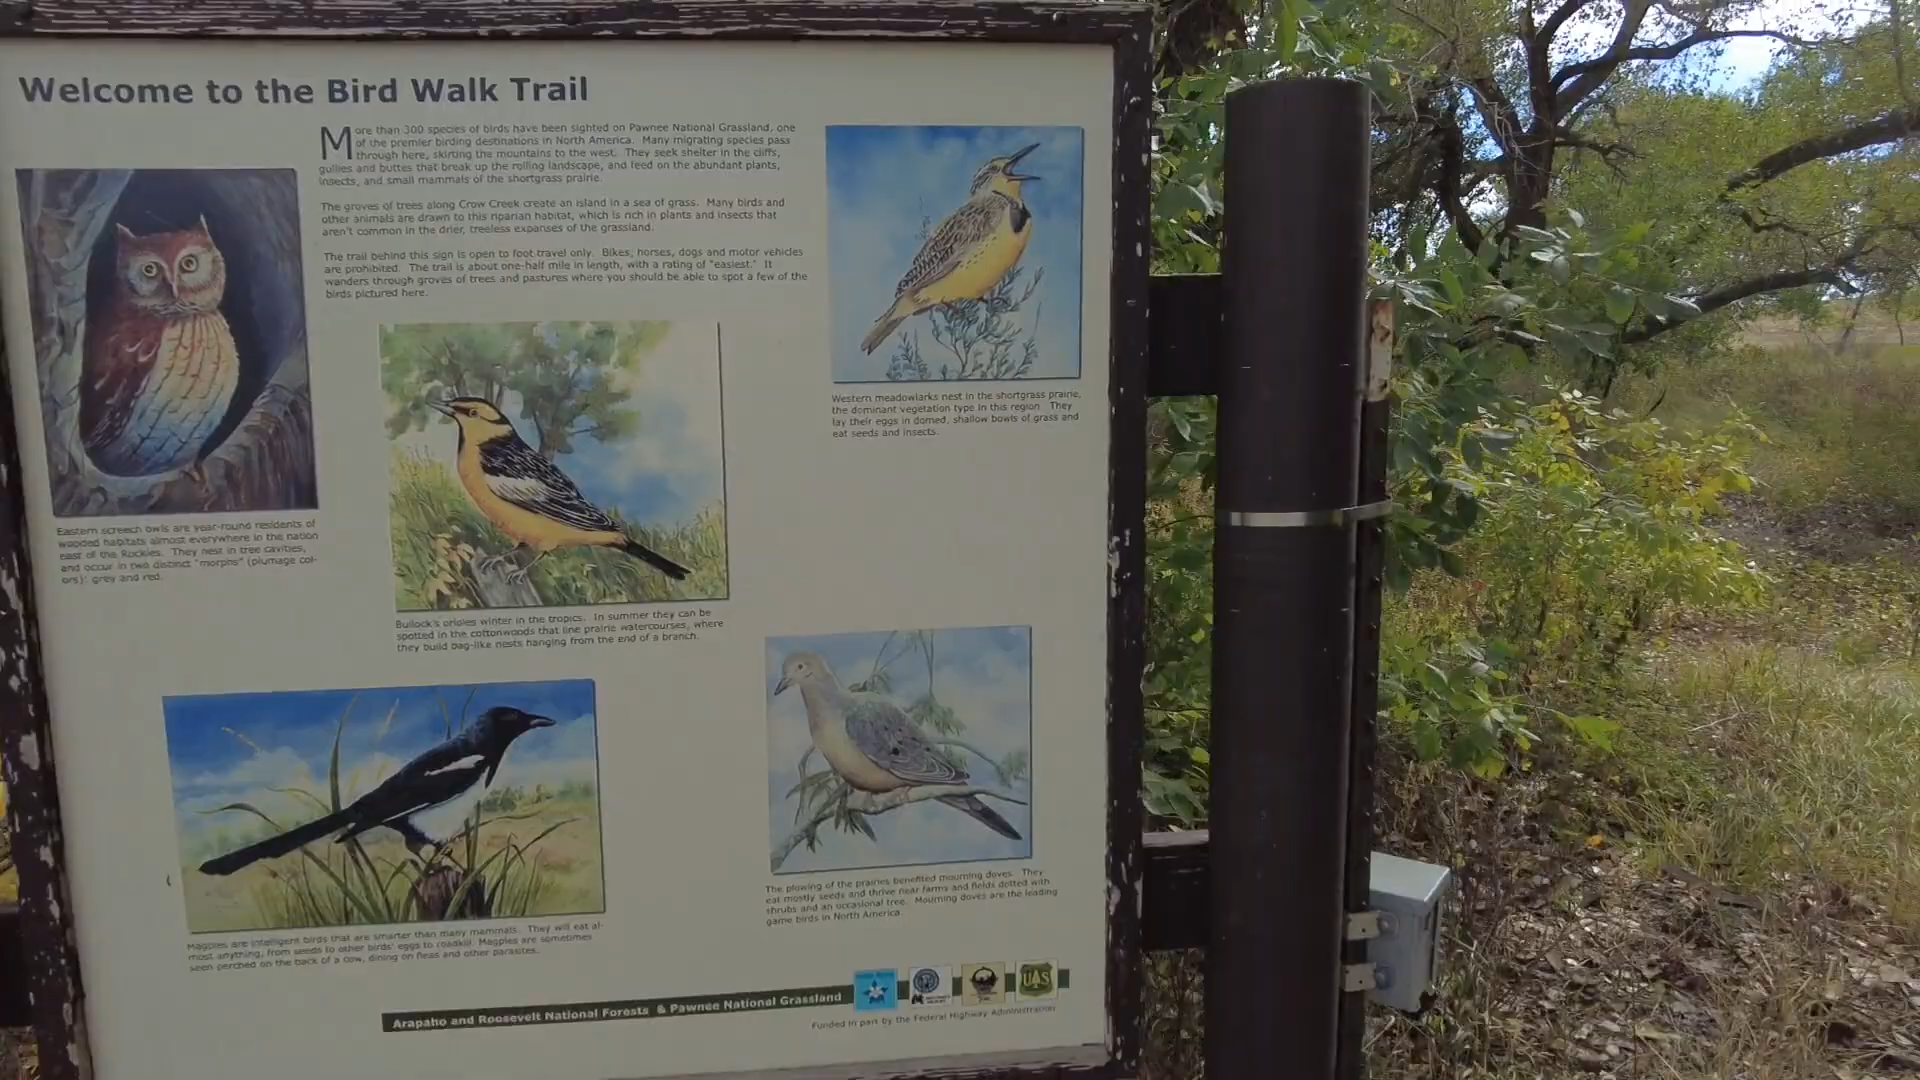 Welcome to the Bird Walk Trail
More than 300 species of birds have been sighted on Pawnee National Grassland, one
of the premier birding destinations in North America. Many migrating species pass
through here, skirting the mountains to the west. They seek shelter in the cliffs,
gullies and buttes that break up the rolling landscape, and feed on the abundant plants,
insects, and small mammals of the shortgrass prairie.
The groves of trees along Crow Creek create an island in a sea of grass. Many birds and
other animals are drawn to this riparian habitat, which is rich in plants and insects that
aren't common in the drier, treeless expanses of the grassland.
The trail behind this sign is open to foot travel only. Bikes, horses, dogs and motor vehicles
are prohibited. The trail is about one-half mile in length, with a rating of "easiest." It
wanders through groves of trees and pastures where you should be able to spot a few of the
birds pictured here.
Western meadowlarks nest in the shortgrass prairie,
the dominant vegetation type in this region. They
lay their eggs in domed, shallow bowls of grass and
eat seeds and insects.
Eastern screech owls are year-round residents of
wooded habitats almost everywhere in the nation
east of the Rockies. They nest in tree cavities,
and occur in two distinct "morphs" (plumage col-
ors): grey and red.
Bullock's orioles winter in the tropics. In summer they can be
spotted in the cottonwoods that line prairie watercourses, where
they build bag-like nests hanging from the end of a branch.
The plowing of the prairies benefited mourning doves. They
eat mostly seeds and thrive near farms and fields dotted with
shrubs and an occasional tree. Mourning doves are the leading
game birds in North America.
Magpies are intelligent birds that are smarter than many mammals. They will eat al-
most anything, from seeds to other birds' eggs to roadkill. Magpies are sometimes
seen perched on the back of a cow, dining on fleas and other parasites.
Arapaho and Roosevelt National Forests & Pawnee National Grassland
UAS
Funded in part by the Federal Highway Administration